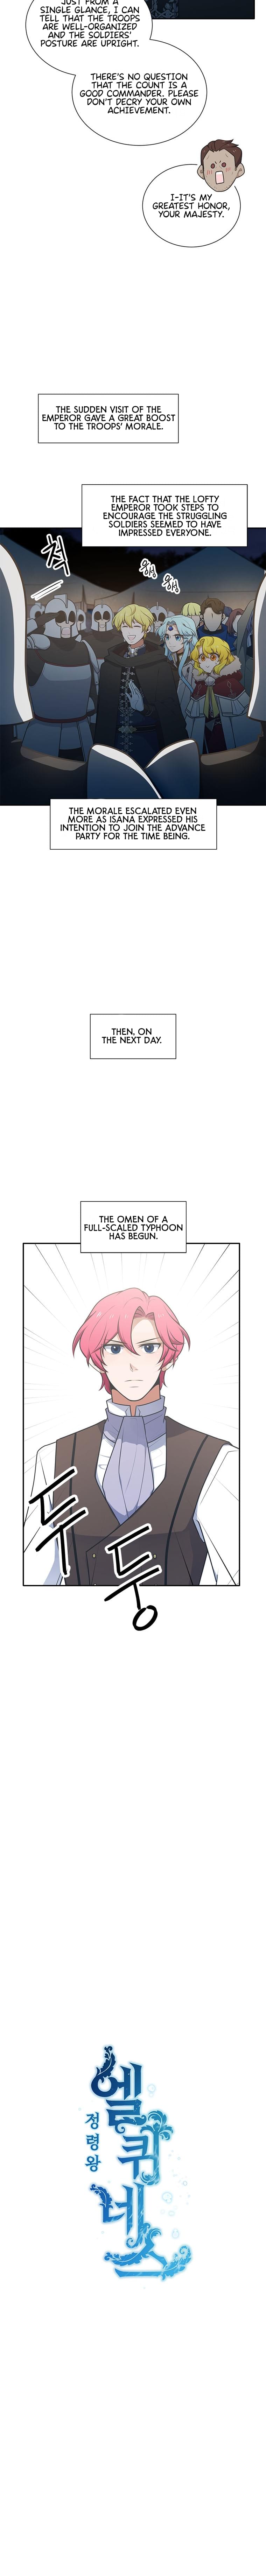 JUST FROM A
SINGLE GLANCE, I CAN
TELL THAT THE TROOPS
ARE WELL-ORGANIZED
AND THE SOLDIERS'
POSTURE ARE UPRIGHT.
THERE'S NO QUESTION
THAT THE COUNT IS A
GOOD COMMANDER. PLEASE
DON'T DECRY YOUR OWN
ACHIEVEMENT.
I-IT'S MY
GREATEST HONOR,
YOUR MAJESTY.
THE SUDDEN VISIT OF THE
EMPEROR GAVE A GREAT BOOST
TO THE TROOPS' MORALE.
THE FACT THAT THE LOFTY
EMPEROR TOOK STEPS TO
ENCOURAGE THE STRUGGLING
SOLDIERS SEEMED TO HAVE
IMPRESSED EVERYONE.
척
THE MORALE ESCALATED EVEN
MORE AS ISANA EXPRESSED HIS
INTENTION TO JOIN THE ADVANCE
PARTY FOR THE TIME BEING.
THEN, ON
THE NEXT DAY.
THE OMEN OF A
FULL-SCALED TYPHOON
HAS BEGUN.
두
둥
정령왕
엘
퀴
네
스